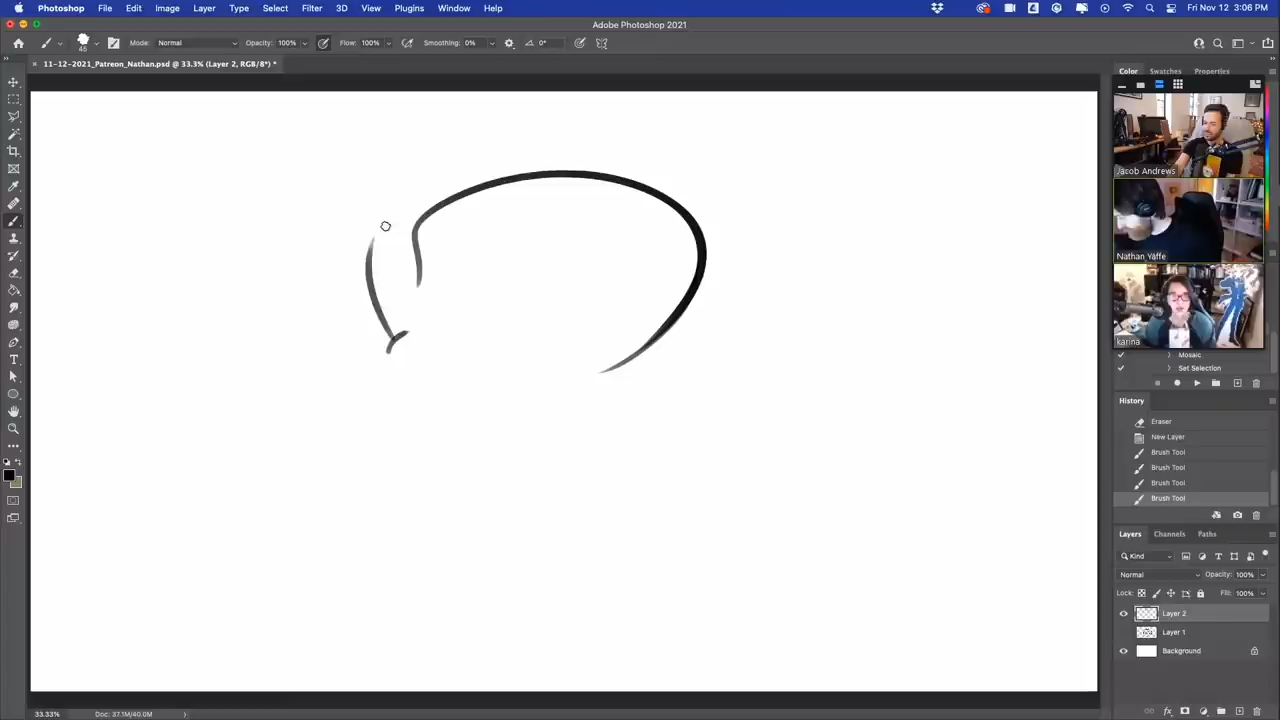 Photoshop File Edit Image Layer Type Select Filter 3D View Plugins Window Help Fri Nov 12 3:06 PM
Adobe Photoshop 2021
45 Mode: Normal Opacity: 100% Flow: 100% Smoothing: 0% 0°
11-12-2021_Patreon_Nathan.psd @ 33.3% (Layer 2, RGB/8*) *
Color Swatches Properties
Jacob Andrews
Nathan Yaffe
karina
Mosaic
Set Selection
History
Eraser
New Layer
Brush Tool
Brush Tool
Brush Tool
Brush Tool
Layers Channels Paths
Kind
Normal Opacity: 100%
Lock: Fill: 100%
Layer 2
Layer 1
Background
33.33% Doc: 37.1M/40.0M